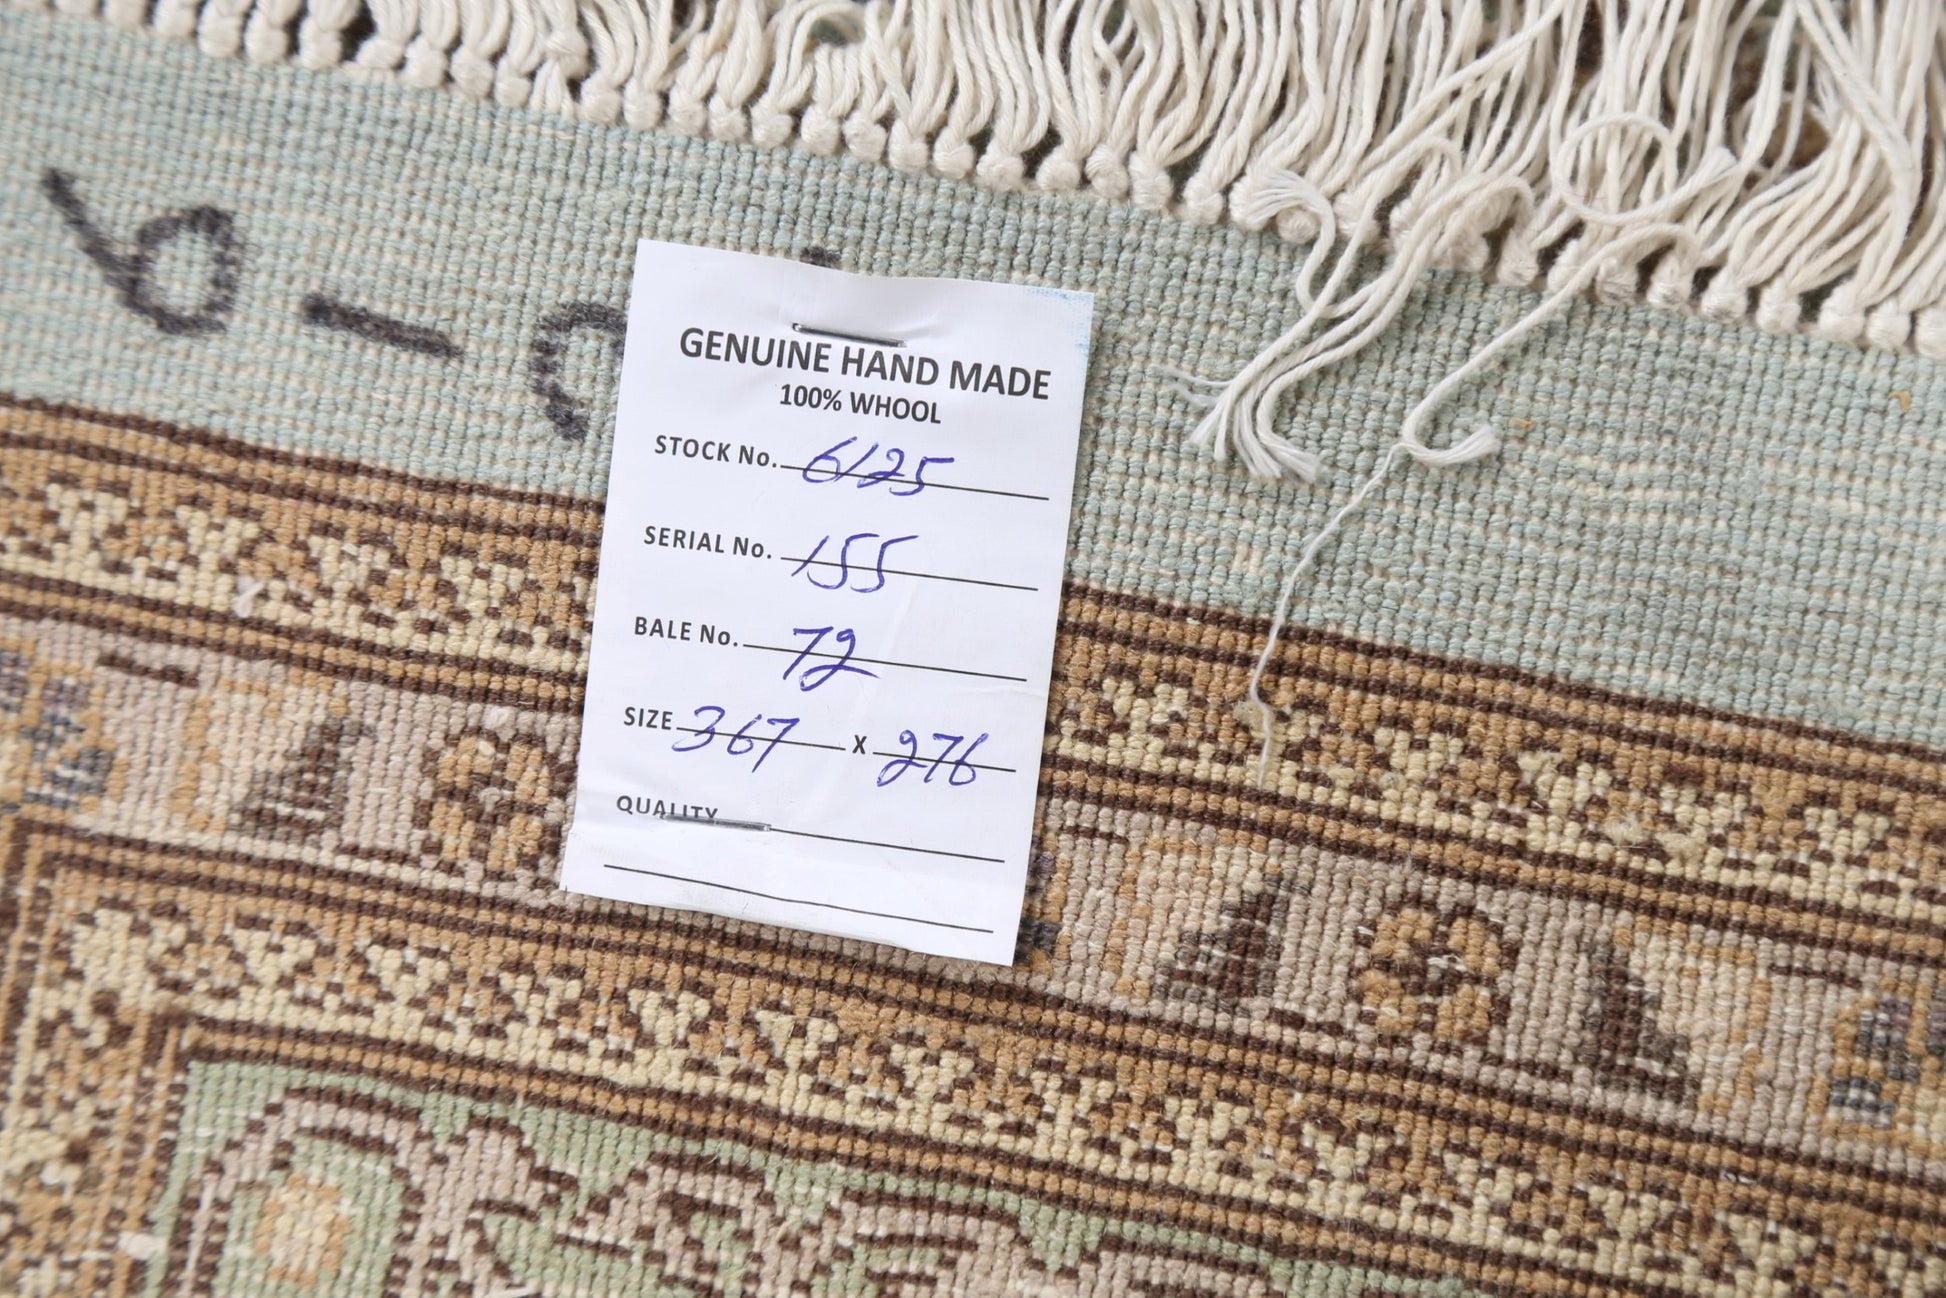 GENUINE HAND MADE
100% WHOOL
STOCK No. 6125
SERIAL No. 155
BALE No. 72
SIZE 367 X 276
QUALITY